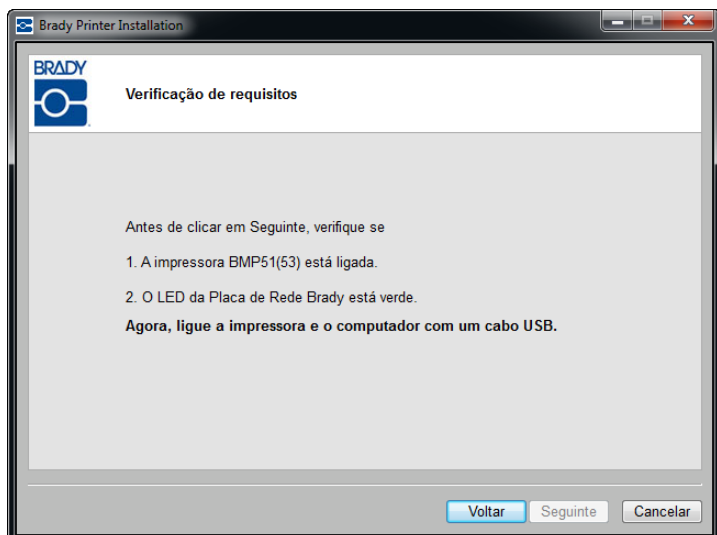 Brady Printer Installation
BRADY
Verificação de requisitos
Antes de clicar em Seguinte, verifique se
1. A impressora BMP51(53) está ligada.
2. O LED da Placa de Rede Brady está verde.
Agora, ligue a impressora e o computador com um cabo USB.
Voltar Seguinte Cancelar